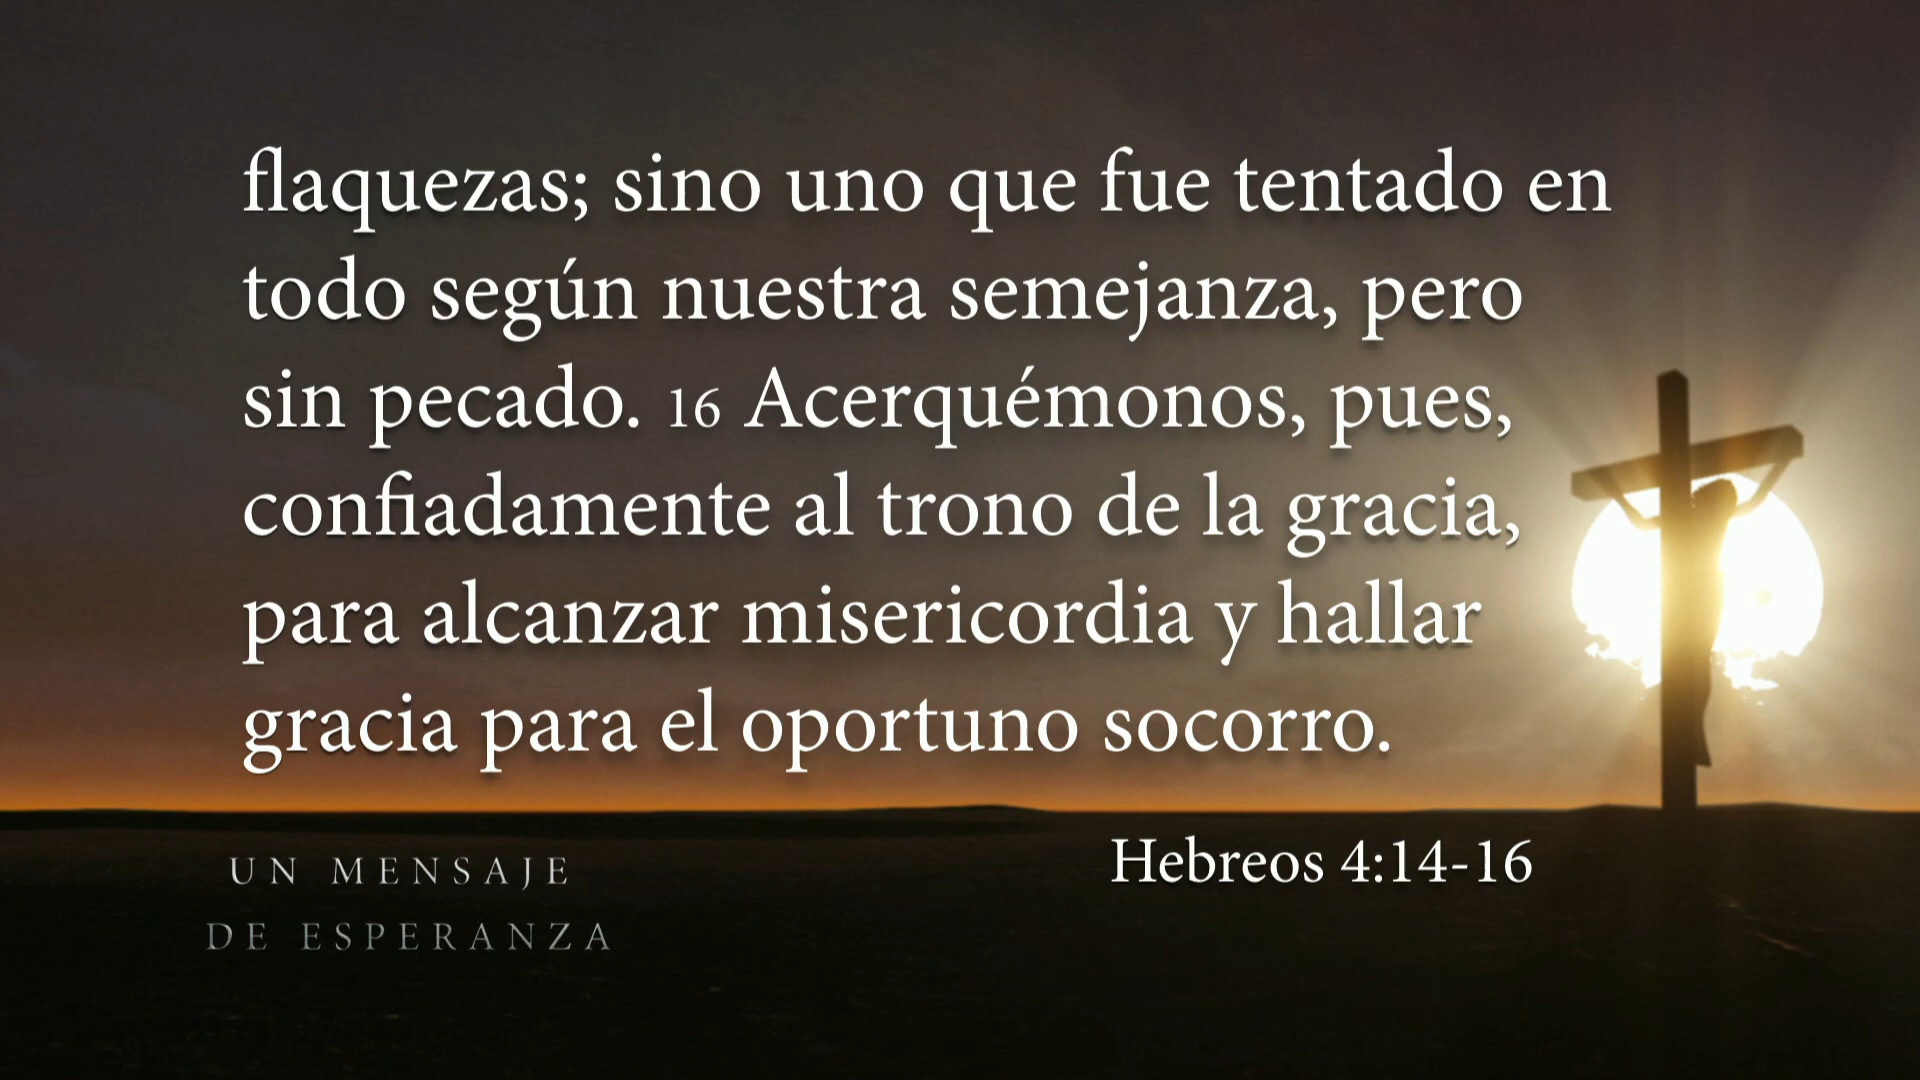 flaquezas; sino uno que fue tentado en
todo según nuestra semejanza, pero
sin pecado. 16 Acerquémonos, pues,
confiadamente al trono de la gracia,
para alcanzar misericordia y hallar
gracia para el oportuno socorro.
Hebreos 4:14-16
UN MENSAJE
DE ESPERANZA